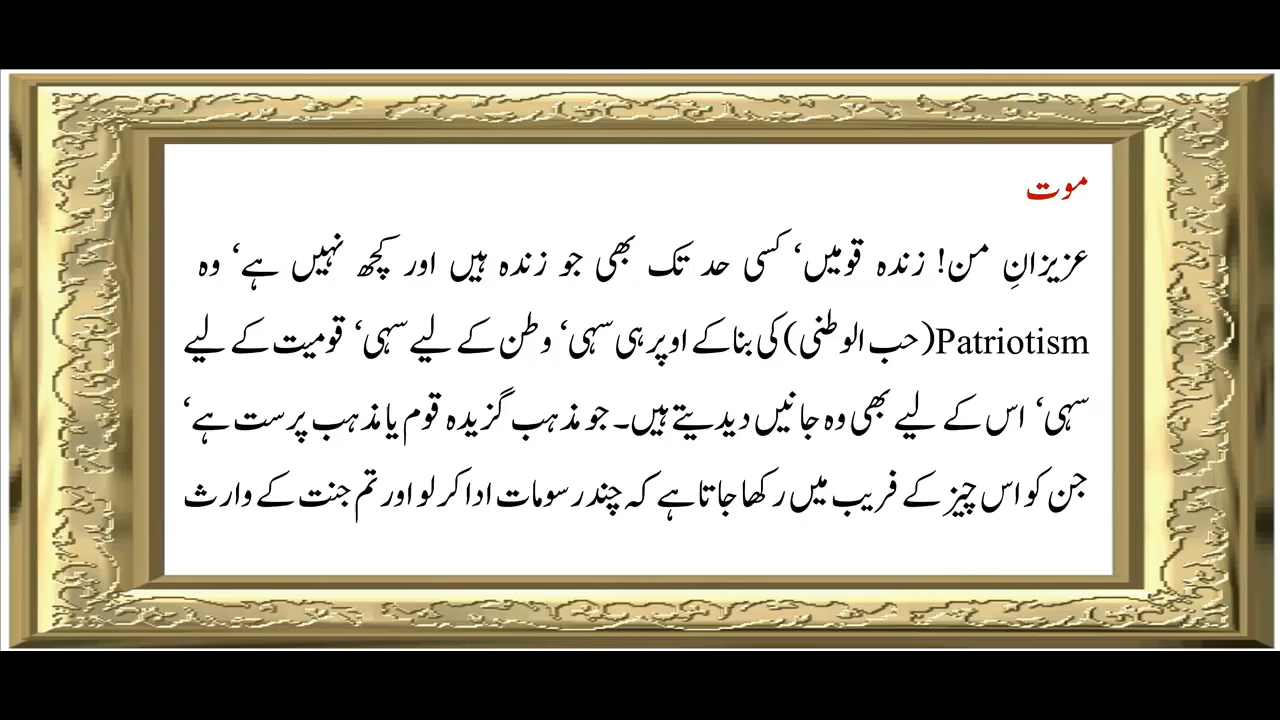 موت
عزیزانِ من! زندہ قومیں‘ کسی حد تک بھی جو زندہ ہیں اور کچھ نہیں ہے‘ وہ
Patriotism(حب الوطنی) کی بنا کے اوپر ہی سہی‘ وطن کے لیے سہی‘ قومیت کے لیے
سہی‘ اس کے لیے بھی وہ جانیں دیدیتے ہیں۔ جو مذہب گزیدہ قوم یا مذہب پرست ہے‘
جن کو اس چیز کے فریب میں رکھا جاتا ہے کہ چند رسومات ادا کر لو اور تم جنت کے وارث